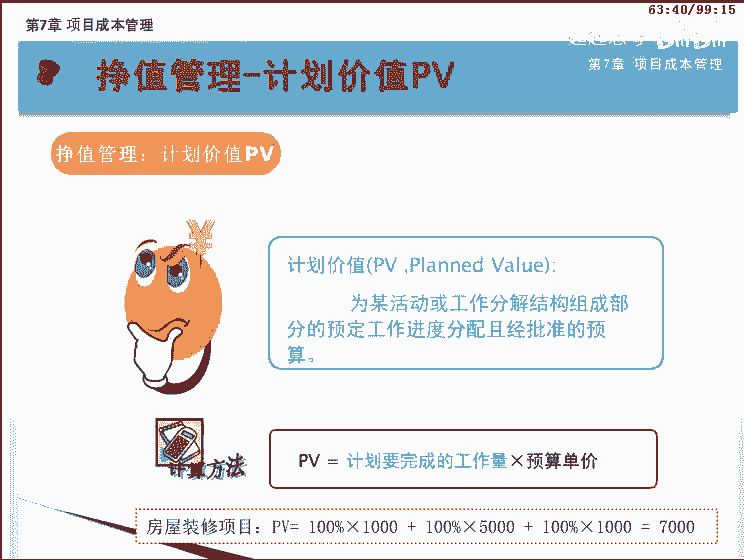 63:40/99:15
第7章 项目成本管理
第7章 项目成本管理
挣值管理-计划价值PV
挣值管理：计划价值PV
¥
计划价值(PV ,Planned Value):
为某活动或工作分解结构组成部
分的预定工作进度分配且经批准的预
算。
计算方法
PV = 计划要完成的工作量×预算单价
房屋装修项目：PV= 100%×1000 + 100%×5000 + 100%×1000 = 7000